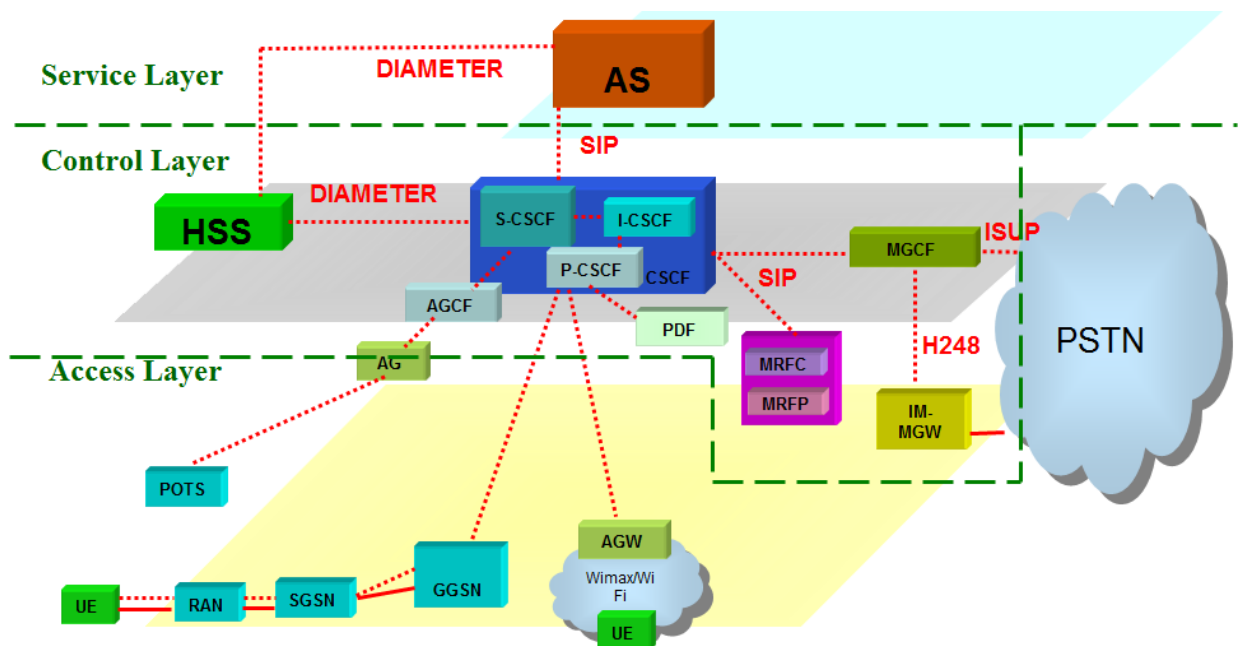 Service Layer
DIAMETER
AS
SIP
Control Layer
DIAMETER
HSS
S-CSCF
I-CSCF
P-CSCF
CSCF
SIP
MGCF
ISUP
AGCF
PDF
PSTN
H248
Access Layer
AG
MRFC
MRFP
IM-
MGW
POTS
AGW
Wimax/Wi
Fi
UE
RAN
SGSN
GGSN
UE